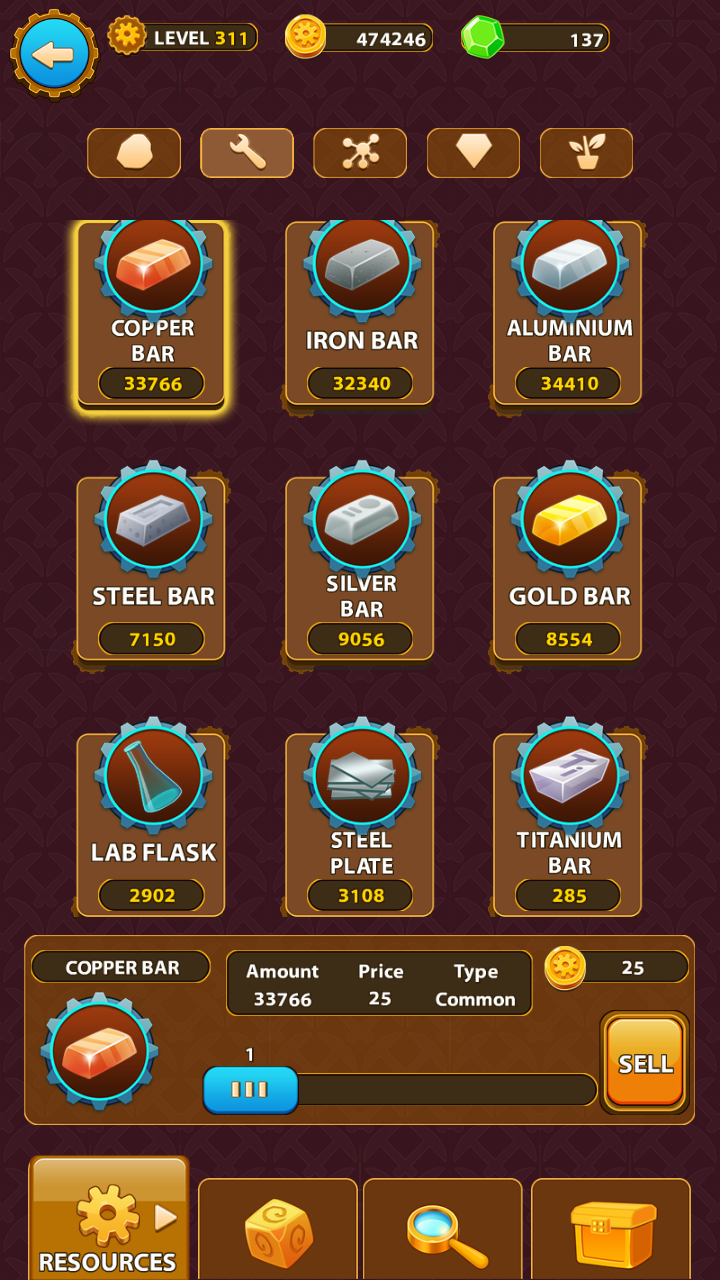 LEVEL 311
474246
137
COPPER
BAR
33766
IRON BAR
32340
ALUMINIUM
BAR
34410
STEEL BAR
7150
SILVER
BAR
9056
GOLD BAR
8554
LAB FLASK
2902
STEEL
PLATE
3108
TITANIUM
BAR
285
COPPER BAR
Amount Price Type
33766 25 Common
25
1
SELL
RESOURCES